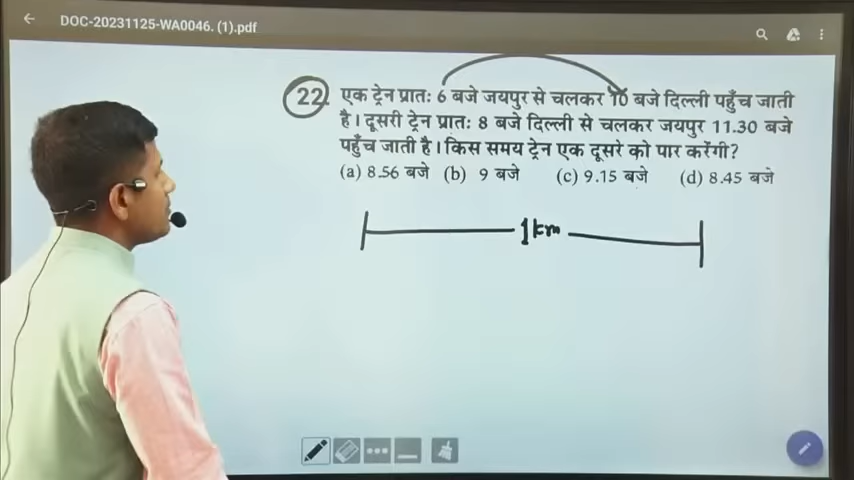 DOC-20231125-WA0046. (1).pdf
22. एक ट्रेन प्रातः 6 बजे जयपुर से चलकर 10 बजे दिल्ली पहुँच जाती
है। दूसरी ट्रेन प्रातः 8 बजे दिल्ली से चलकर जयपुर 11.30 बजे
पहुँच जाती है। किस समय ट्रेन एक दूसरे को पार करेंगी?
(a) 8.56 बजे (b) 9 बजे (c) 9.15 बजे (d) 8.45 बजे
1 km